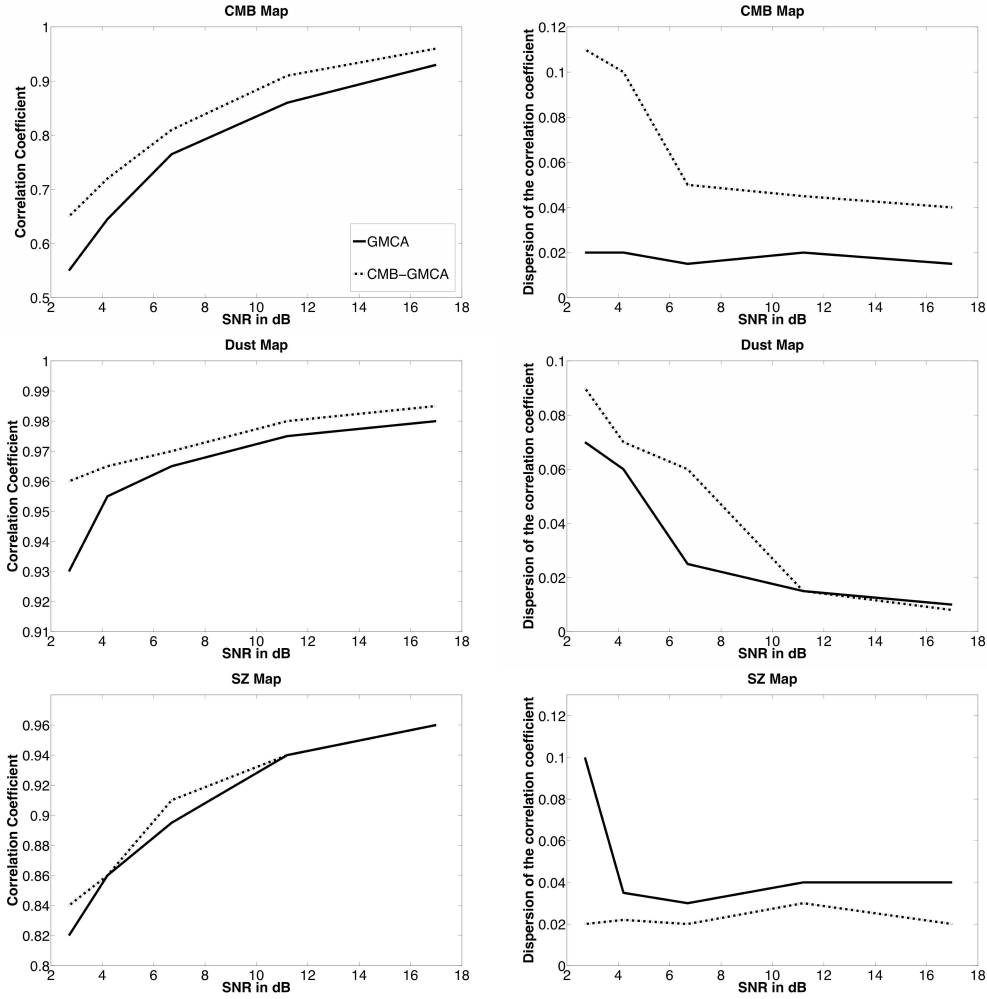 CMB Map
Correlation Coefficient
1
0.9
0.8
0.7
0.6
0.5
2 4 6 8 10 12 14 16 18
SNR in dB
GMCA
CMB-GMCA
CMB Map
Dispersion of the correlation coefficient
0.12
0.1
0.08
0.06
0.04
0.02
0
2 4 6 8 10 12 14 16 18
SNR in dB
Dust Map
Correlation Coefficient
1
0.99
0.98
0.97
0.96
0.95
0.94
0.93
0.92
0.91
2 4 6 8 10 12 14 16 18
SNR in dB
Dust Map
Dispersion of the correlation coefficient
0.1
0.08
0.06
0.04
0.02
0
2 4 6 8 10 12 14 16 18
SNR in dB
SZ Map
Correlation Coefficient
0.96
0.94
0.92
0.9
0.88
0.86
0.84
0.82
0.8
2 4 6 8 10 12 14 16 18
SNR in dB
SZ Map
Dispersion of the correlation coefficient
0.12
0.1
0.08
0.06
0.04
0.02
0
2 4 6 8 10 12 14 16 18
SNR in dB